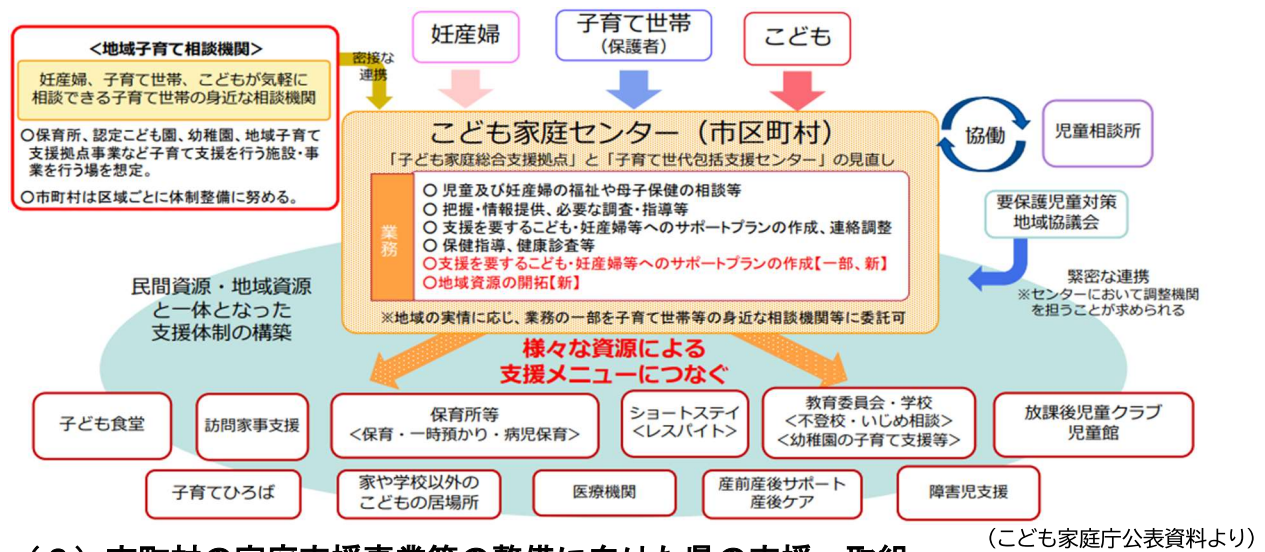 <地域子育て相談機関>
妊産婦、子育て世帯、こどもが気軽に
相談できる子育て世帯の身近な相談機関
○保育所、認定こども園、幼稚園、地域子育て
支援拠点事業など子育て支援を行う施設・事
業を行う場を想定。
○市町村は区域ごとに体制整備に努める。
密接な
連携
妊産婦
子育て世帯
(保護者)
こども
こども家庭センター(市区町村)
「子ども家庭総合支援拠点」と「子育て世代包括支援センター」の見直し
業務
○ 児童及び妊産婦の福祉や母子保健の相談等
○ 把握・情報提供、必要な調査・指導等
○ 支援を要するこども・妊産婦等へのサポートプランの作成、連絡調整
○ 保健指導、健康診査等
○支援を要するこども・妊産婦等へのサポートプランの作成【一部、新】
○地域資源の開拓【新】
※地域の実情に応じ、業務の一部を子育て世帯等の身近な相談機関等に委託可
協働
児童相談所
要保護児童対策
地域協議会
緊密な連携
※センターにおいて調整機関
を担うことが求められる
民間資源・地域資源
と一体となった
支援体制の構築
様々な資源による
支援メニューにつなぐ
子ども食堂
訪問家事支援
保育所等
<保育・一時預かり・病児保育>
ショートステイ
<レスパイト>
教育委員会・学校
<不登校・いじめ相談>
<幼稚園の子育て支援等>
放課後児童クラブ
児童館
子育てひろば
家や学校以外の
こどもの居場所
医療機関
産前産後サポート
産後ケア
障害児支援
(こども家庭庁公表資料より)